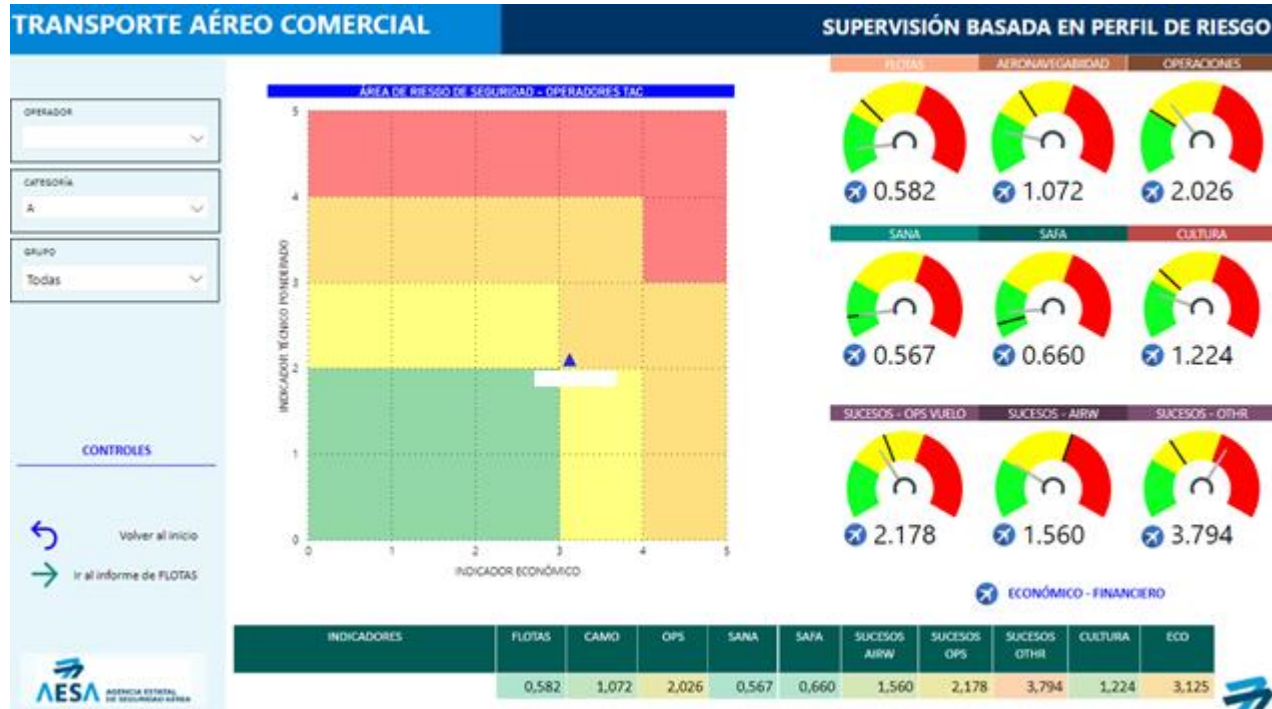 TRANSPORTE AÉREO COMERCIAL
SUPERVISIÓN BASADA EN PERFIL DE RIESGO
OPERADOR
CATEGORÍA
A
GRUPO
Todas
CONTROLES
Volver al inicio
Ir al informe de FLOTAS
AESA AGENCIA ESTATAL
DE SEGURIDAD AÉREA
ÁREA DE RIESGO DE SEGURIDAD – OPERADORES TAC
INDICADOR TÉCNICO PONDERADO
5
4
3
2
1
0
0 1 2 3 4 5
INDICADOR ECONÓMICO
FLOTAS AERONAVEGABILIDAD OPERACIONES
0.582 1.072 2.026
SANA SAFA CULTURA
0.567 0.660 1.224
SUCESOS - OPS VUELO SUCESOS - AIRW SUCESOS - OTHR
2.178 1.560 3.794
ECONÓMICO - FINANCIERO
INDICADORES FLOTAS CAMO OPS SANA SAFA SUCESOS AIRW SUCESOS OPS SUCESOS OTHR CULTURA ECO
0,582 1,072 2,026 0,567 0,660 1,560 2,178 3,794 1,224 3,125